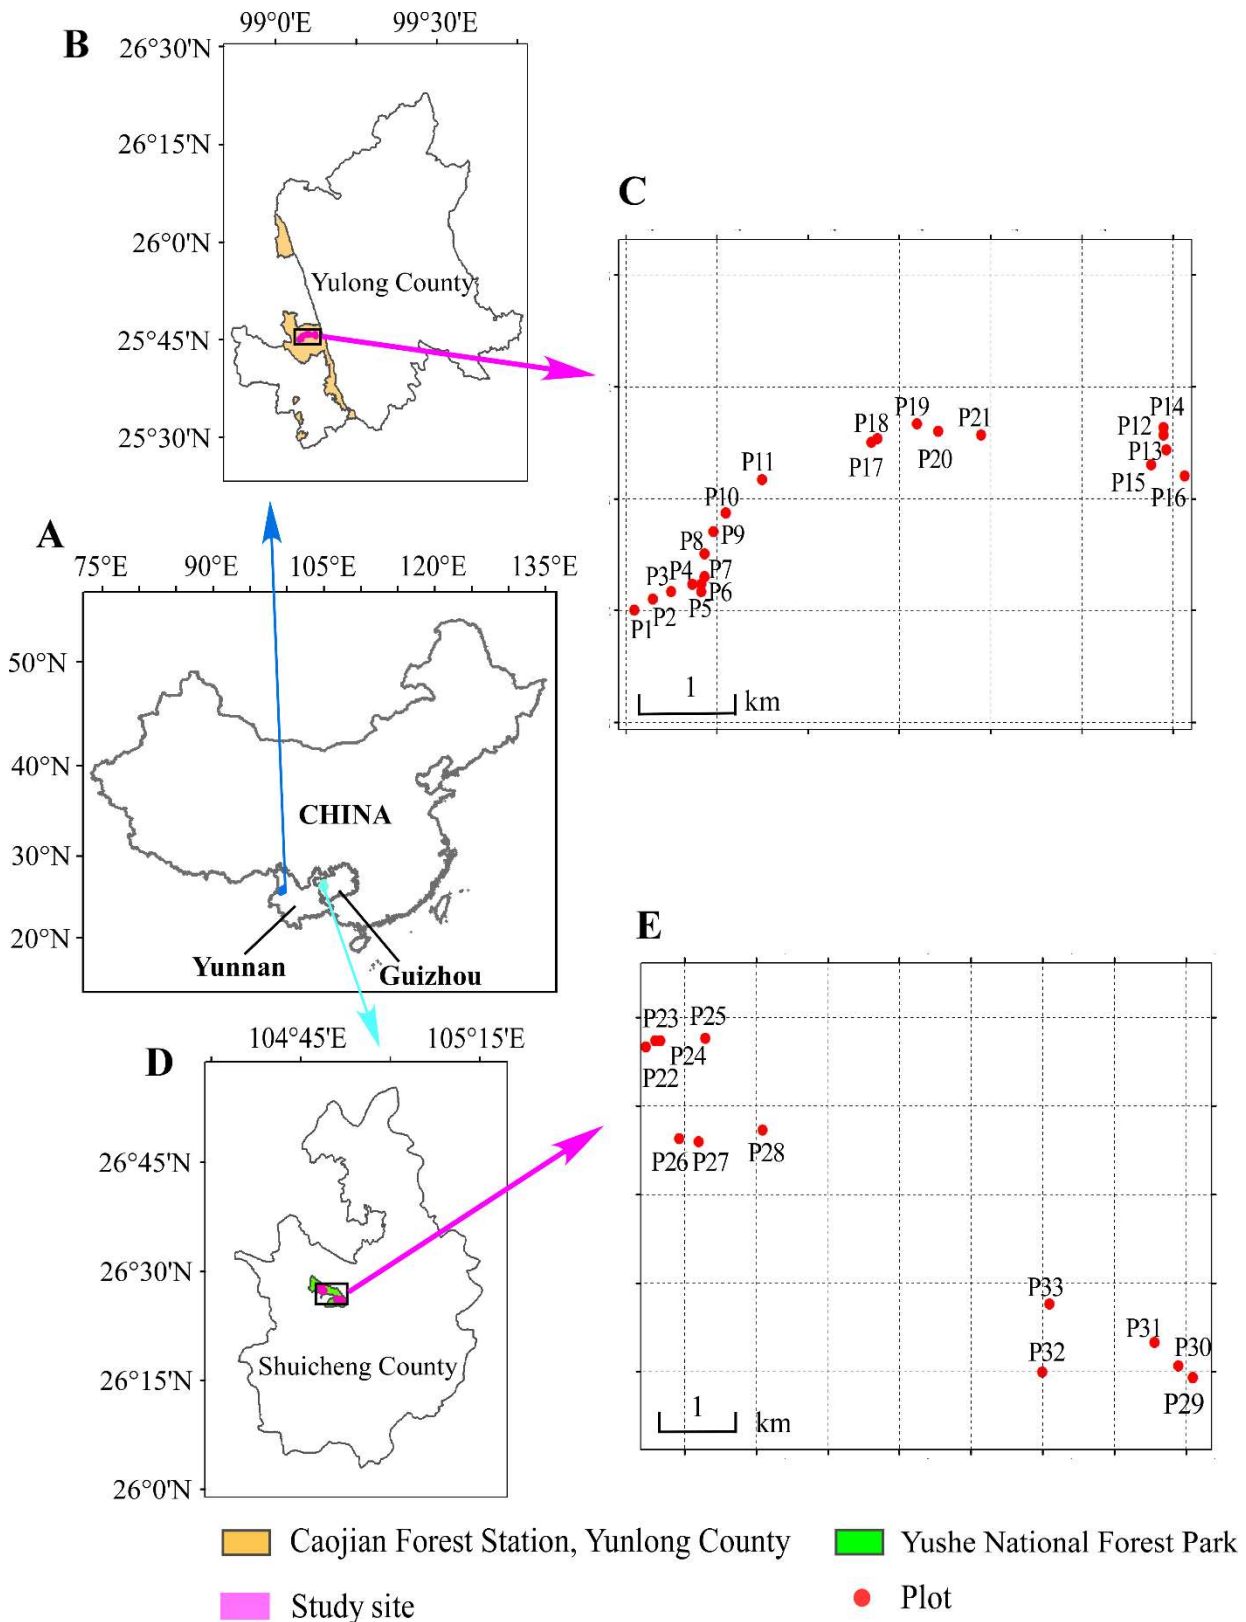 99°0'E 99°30'E
B
26°30'N
26°15'N
26°0'N
Yulong County
25°45'N
25°30'N
C
P14
P19
P18 P21 P12
P17 P20 P13
P11 P15
P16
P10
P8 P9
P3 P4 P7
P6
P2 P5
P1
1
km
A
75°E 90°E 105°E 120°E 135°E
50°N
40°N
CHINA
30°N
20°N
Yunnan
Guizhou
104°45'E 105°15'E
D
26°45'N
26°30'N
Shuicheng County
26°15'N
26°0'N
E
P23 P25
P24
P22
P26 P27 P28
P33
P31
P32 P30
P29
1
km
Caojian Forest Station, Yunlong County
Yushe National Forest Park
Study site
Plot